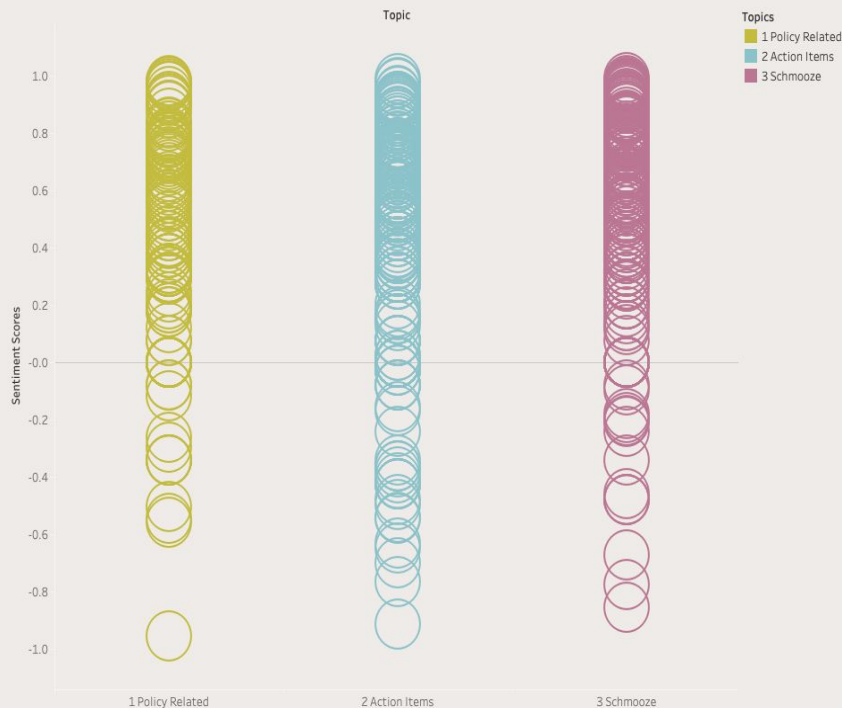 Topic
Topics
1 Policy Related
2 Action Items
3 Schmooze
1.0
0.8
0.6
0.4
0.2
-0.0
-0.2
-0.4
-0.6
-0.8
-1.0
Sentiment Scores
1 Policy Related
2 Action Items
3 Schmooze